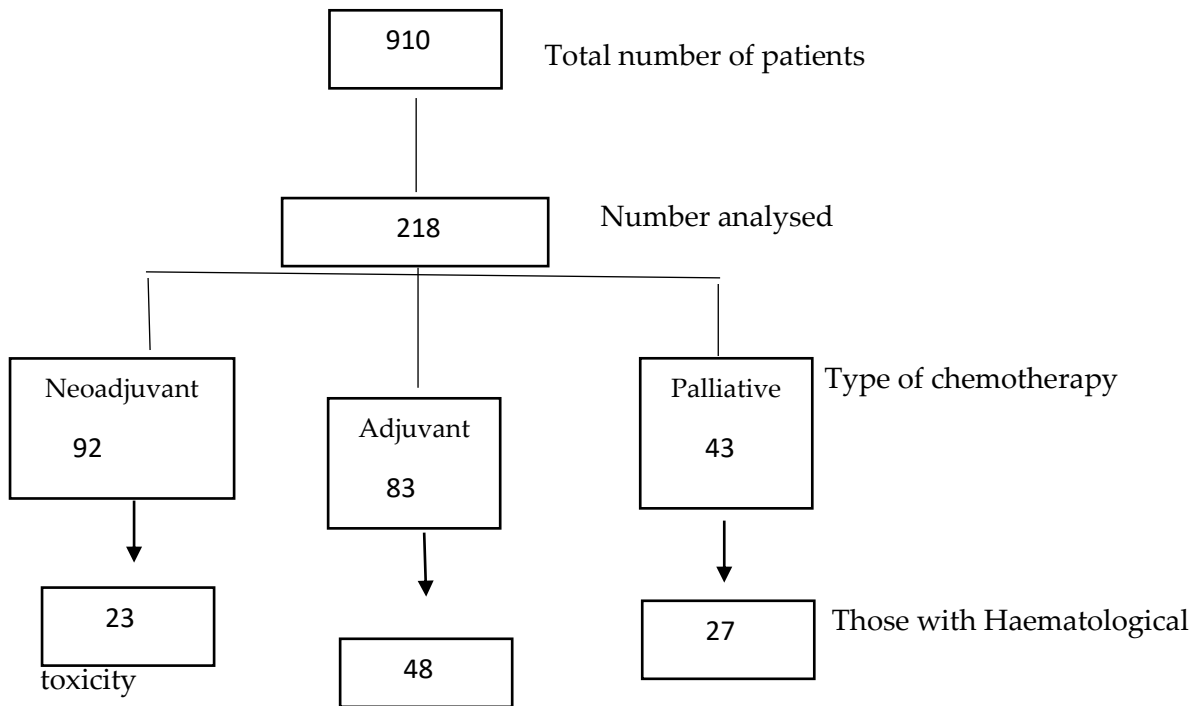 910
Total number of patients
218
Number analysed
Neoadjuvant
92
Adjuvant
83
Palliative
43
Type of chemotherapy
23
48
27
Those with Haematological
toxicity